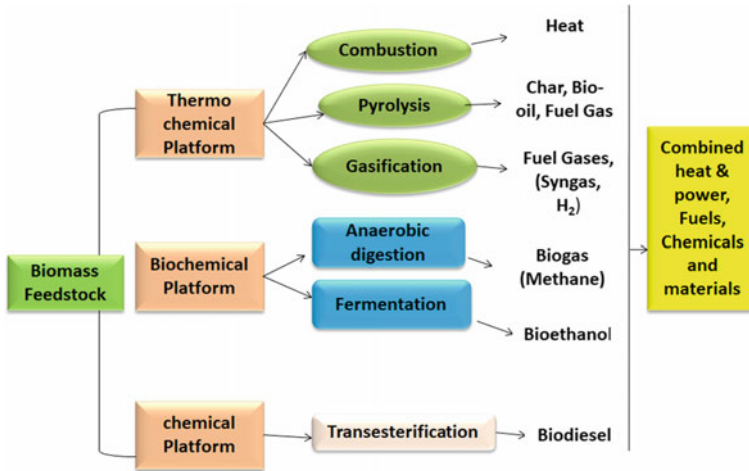 Biomass
Feedstock
Thermo
chemical
Platform
Combustion
Heat
Pyrolysis
Char, Bio-
oil, Fuel Gas
Gasification
Fuel Gases,
(Syngas,
H₂)
Biochemical
Platform
Anaerobic
digestion
Biogas
(Methane)
Fermentation
Bioethanol
chemical
Platform
Transesterification
Biodiesel
Combined
heat &
power,
Fuels,
Chemicals
and
materials